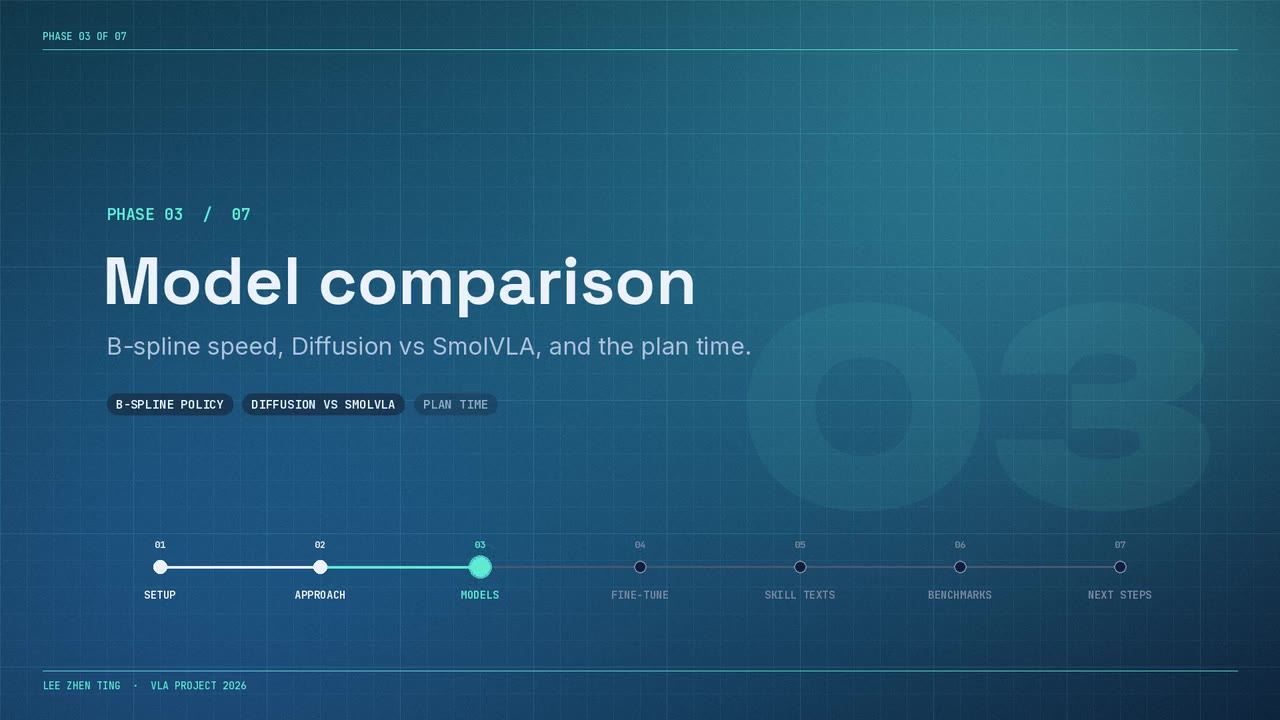 PHASE 03 OF 07
PHASE 03 / 07
Model comparison
B-spline speed, Diffusion vs SmolVLA, and the plan time.
B-SPLINE POLICY DIFFUSION VS SMOLVLA PLAN TIME
03
01 02 03 04 05 06 07
SETUP APPROACH MODELS FINE-TUNE SKILL TEXTS BENCHMARKS NEXT STEPS
LEE ZHEN TING · VLA PROJECT 2026